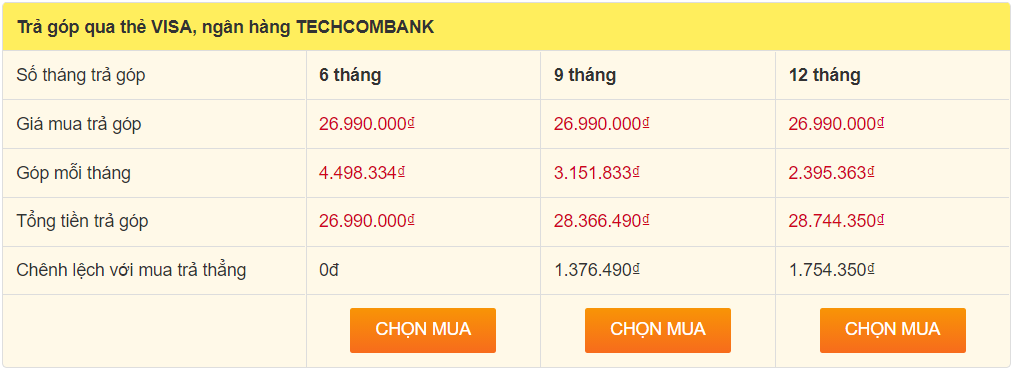 Trả góp qua thẻ VISA, ngân hàng TECHCOMBANK
Số tháng trả góp 6 tháng 9 tháng 12 tháng
Giá mua trả góp 26.990.000₫ 26.990.000₫ 26.990.000₫
Góp mỗi tháng 4.498.334₫ 3.151.833₫ 2.395.363₫
Tổng tiền trả góp 26.990.000₫ 28.366.490₫ 28.744.350₫
Chênh lệch với mua trả thẳng 0đ 1.376.490₫ 1.754.350₫
CHỌN MUA CHỌN MUA CHỌN MUA